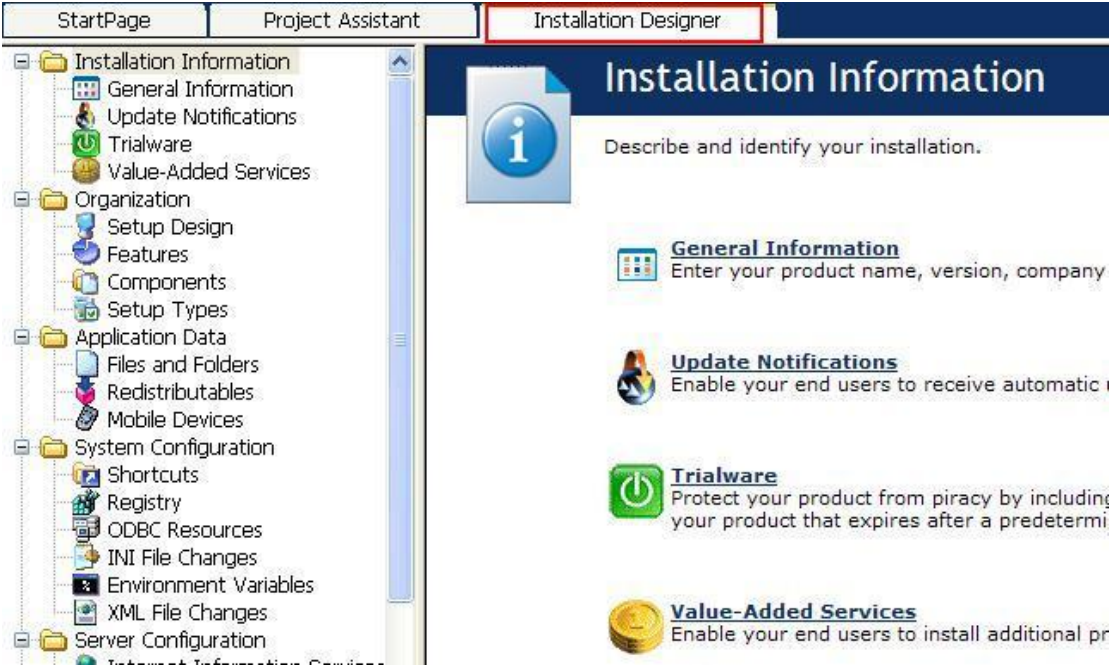 StartPage
Project Assistant
Installation Designer
Installation Information
General Information
Update Notifications
Trialware
Value-Added Services
Organization
Setup Design
Features
Components
Setup Types
Application Data
Files and Folders
Redistributables
Mobile Devices
System Configuration
Shortcuts
Registry
ODBC Resources
INI File Changes
Environment Variables
XML File Changes
Server Configuration
Internet Information Services
Installation Information
Describe and identify your installation.
General Information
Enter your product name, version, company
Update Notifications
Enable your end users to receive automatic
Trialware
Protect your product from piracy by including
your product that expires after a predetermi
Value-Added Services
Enable your end users to install additional pr